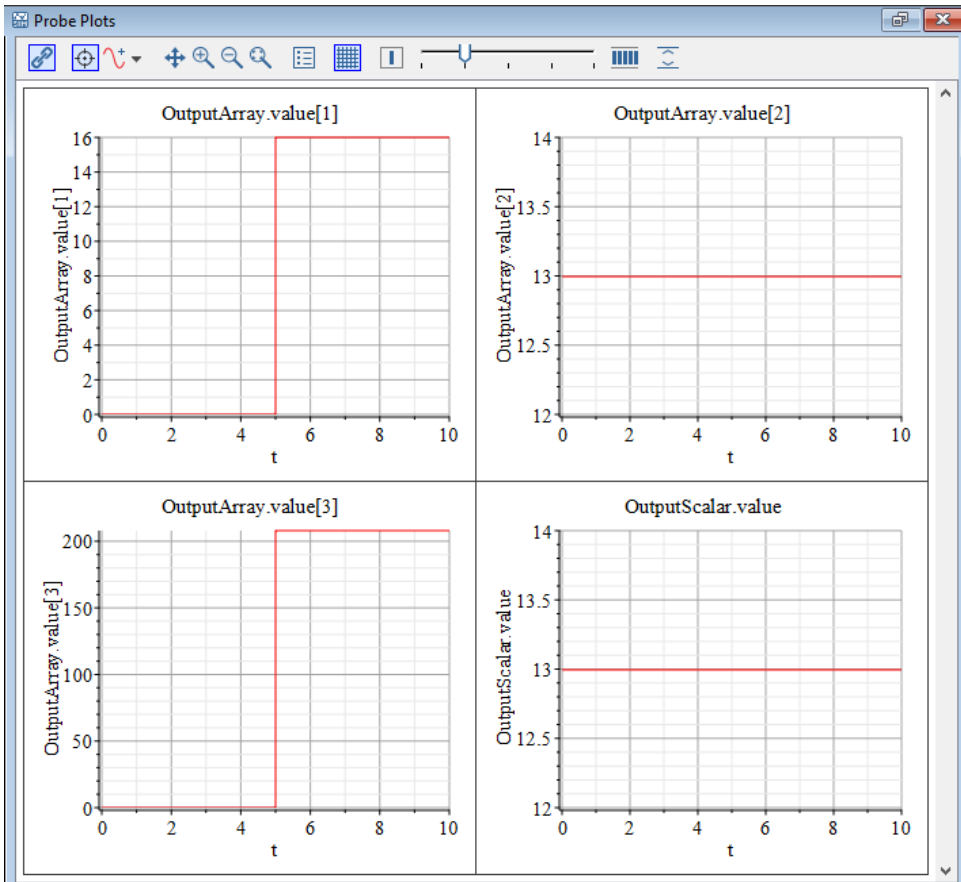 Probe Plots
OutputArray.value[1]
OutputArray.value[1]
16
14
12
10
8
6
4
2
0
0 2 4 6 8 10
t
OutputArray.value[2]
OutputArray.value[2]
14
13.5
13
12.5
12
0 2 4 6 8 10
t
OutputArray.value[3]
OutputArray.value[3]
200
150
100
50
0
0 2 4 6 8 10
t
OutputScalar.value
OutputScalar.value
14
13.5
13
12.5
12
0 2 4 6 8 10
t